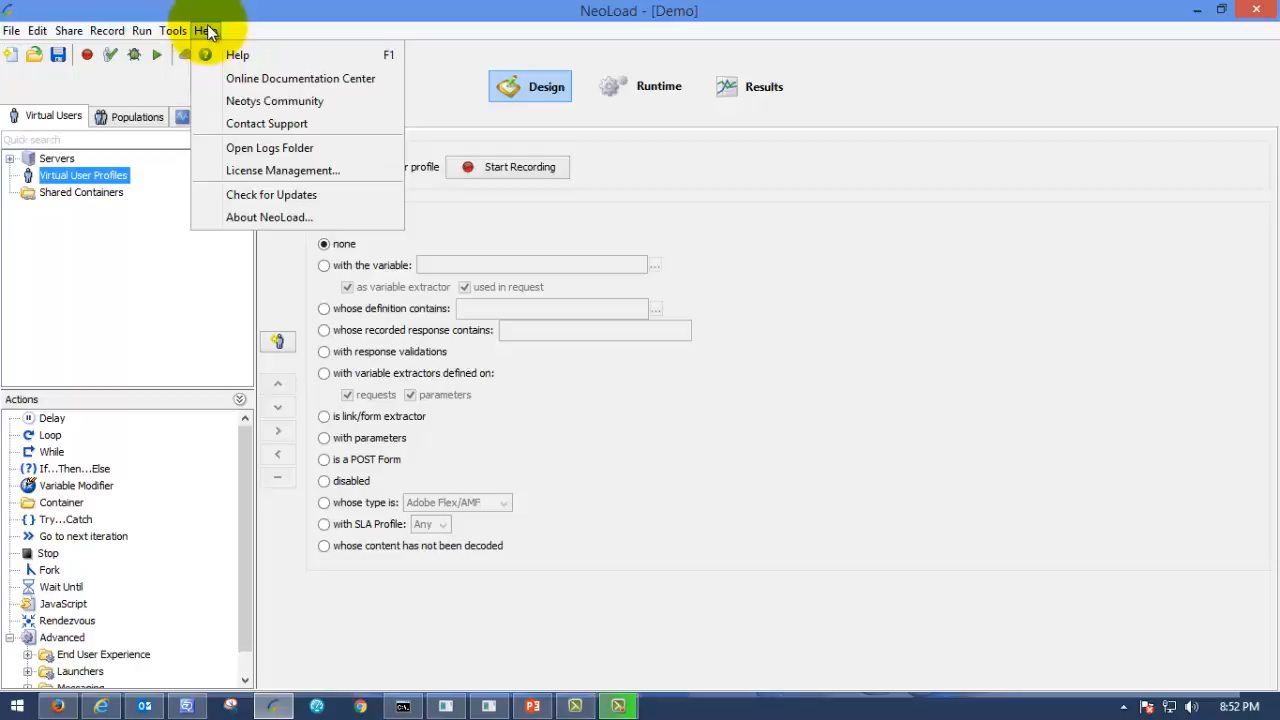 NeoLoad - [Demo]
File Edit Share Record Run Tools
Help F1
Online Documentation Center
Neotys Community
Contact Support
Open Logs Folder
License Management...
Check for Updates
About NeoLoad...
Design Runtime Results
Virtual Users Populations
Quick search
Servers
Virtual User Profiles
Shared Containers
profile Start Recording
none
with the variable: ...
as variable extractor used in request
whose definition contains: ...
whose recorded response contains:
with response validations
with variable extractors defined on:
requests parameters
is link/form extractor
with parameters
is a POST Form
disabled
whose type is: Adobe Flex/AMF
with SLA Profile: Any
whose content has not been decoded
Actions
Delay
Loop
While
If...Then...Else
Variable Modifier
Container
Try...Catch
Go to next iteration
Stop
Fork
Wait Until
JavaScript
Rendezvous
Advanced
End User Experience
Launchers
8:52 PM